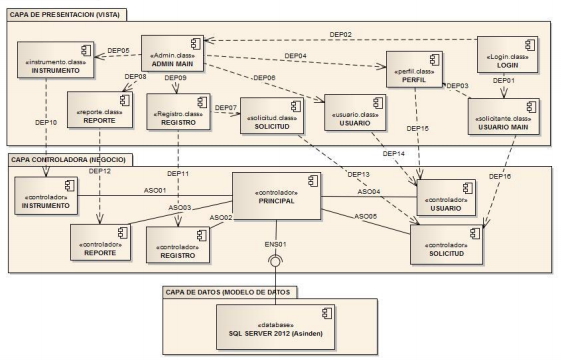 CAPA DE PRESENTACION (VISTA)
DEP02
«instrumento.class»
INSTRUMENTO
DEP05
«Admin.class»
ADMIN MAIN
DEP04
«Login.class»
LOGIN
«perfil.class»
PERFIL
DEP08
DEP09
DEP06
DEP03
DEP01
«reporte.class»
REPORTE
«Registro.class»
REGISTRO
DEP07
«solicitud.class»
SOLICITUD
«usuario.class»
USUARIO
«solicitante.class»
USUARIO MAIN
DEP10
DEP15
DEP14
CAPA CONTROLADORA (NEGOCIO)
DEP12
DEP11
DEP13
DEP16
«controlador»
INSTRUMENTO
ASO01
«controlador»
PRINCIPAL
ASO04
«controlador»
USUARIO
ASO03
ASO02
ASO05
«controlador»
REPORTE
«controlador»
REGISTRO
«controlador»
SOLICITUD
ENS01
CAPA DE DATOS (MODELO DE DATOS
«database»
SQL SERVER 2012 (Asinden)